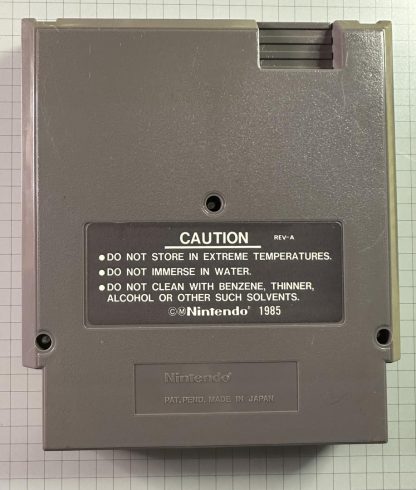 CAUTION REV-A
●DO NOT STORE IN EXTREME TEMPERATURES.
●DO NOT IMMERSE IN WATER.
●DO NOT CLEAN WITH BENZENE, THINNER,
ALCOHOL OR OTHER SUCH SOLVENTS.
©ⓂNintendo® 1985
Nintendo®
PAT. PEND. MADE IN JAPAN